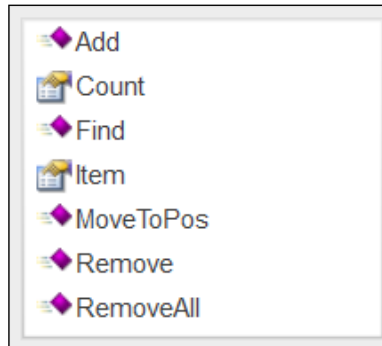 Add
Count
Find
Item
MoveToPos
Remove
RemoveAll